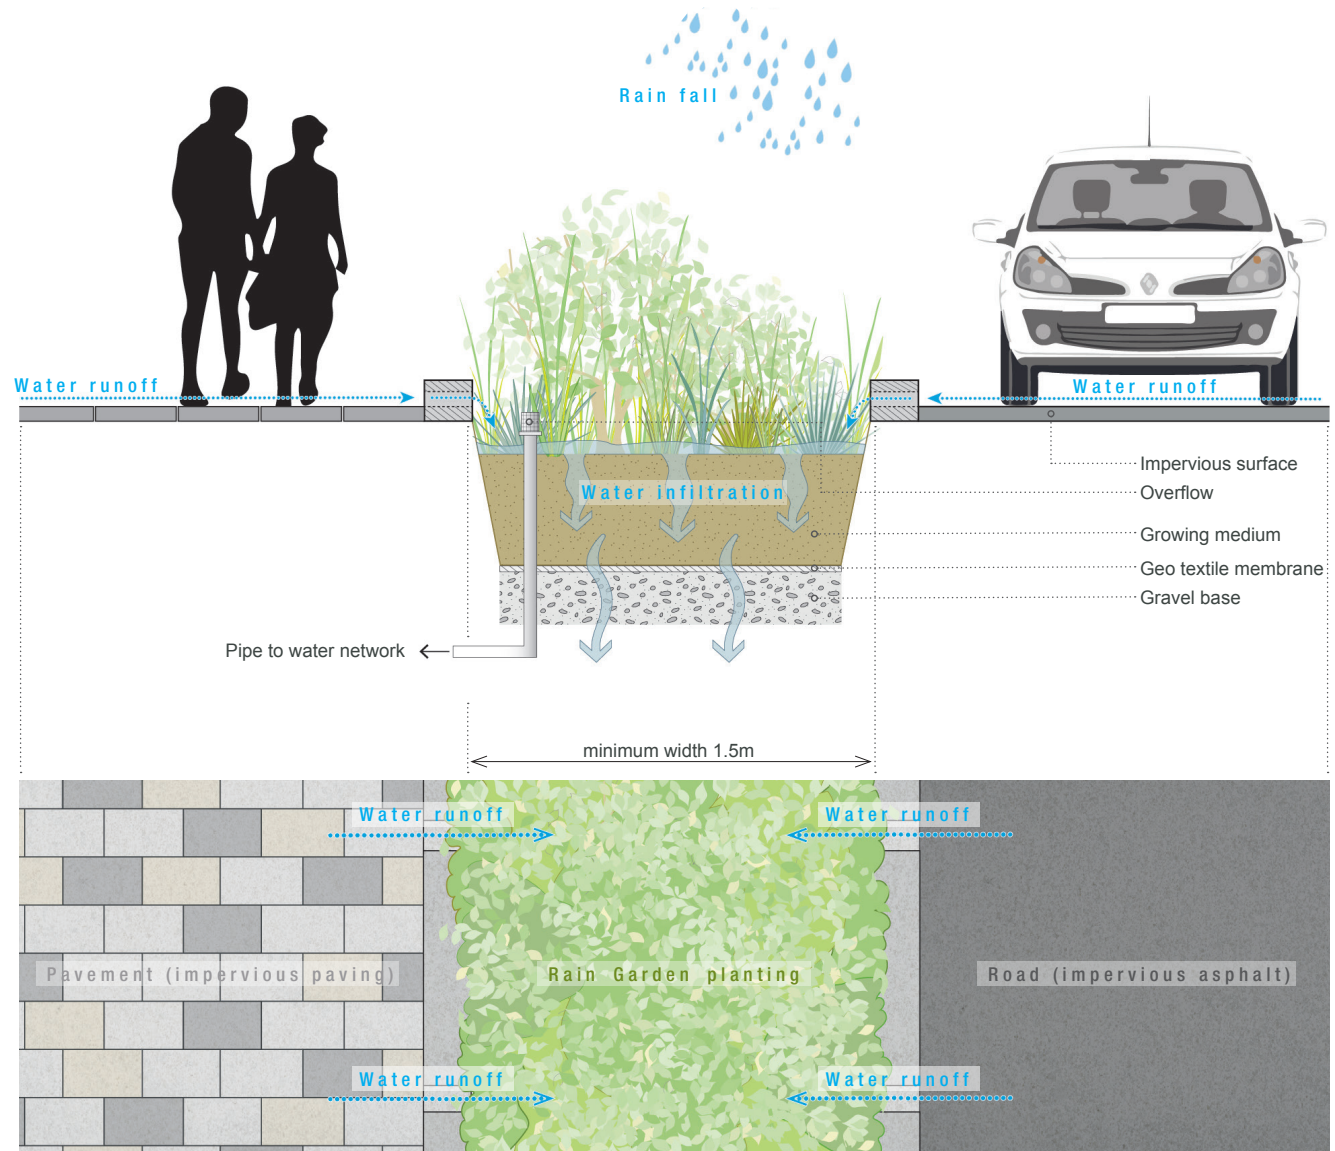 Rain fall
Water runoff
Water runoff
Impervious surface
Water infiltration
Overflow
Growing medium
Geo textile membrane
Gravel base
Pipe to water network
minimum width 1.5m
Water runoff
Water runoff
Pavement (impervious paving)
Rain Garden planting
Road (impervious asphalt)
Water runoff
Water runoff